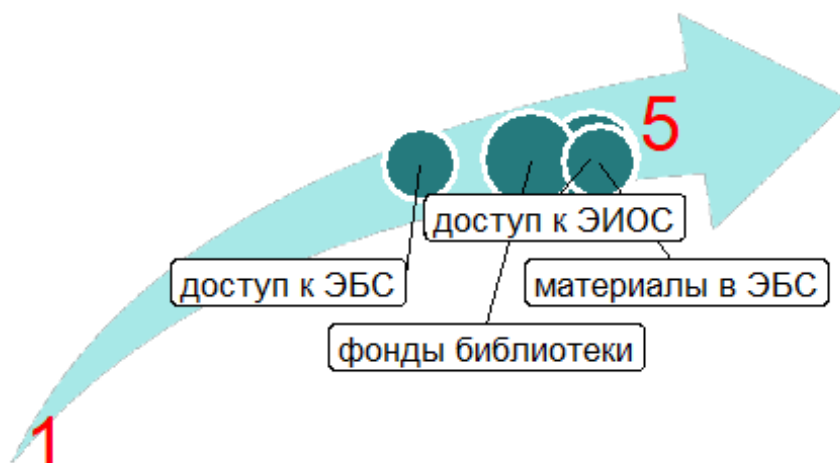 5
доступ к ЭИОС
доступ к ЭБС
материалы в ЭБС
фонды библиотеки
1